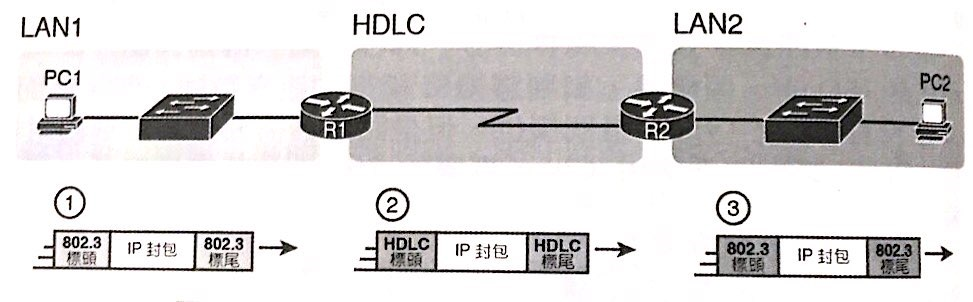 LAN1
HDLC
LAN2
PC1
PC2
R1
R2
1
2
3
802.3
標頭
IP 封包
802.3
標尾
HDLC
標頭
IP 封包
HDLC
標尾
802.3
標頭
IP 封包
802.3
標尾